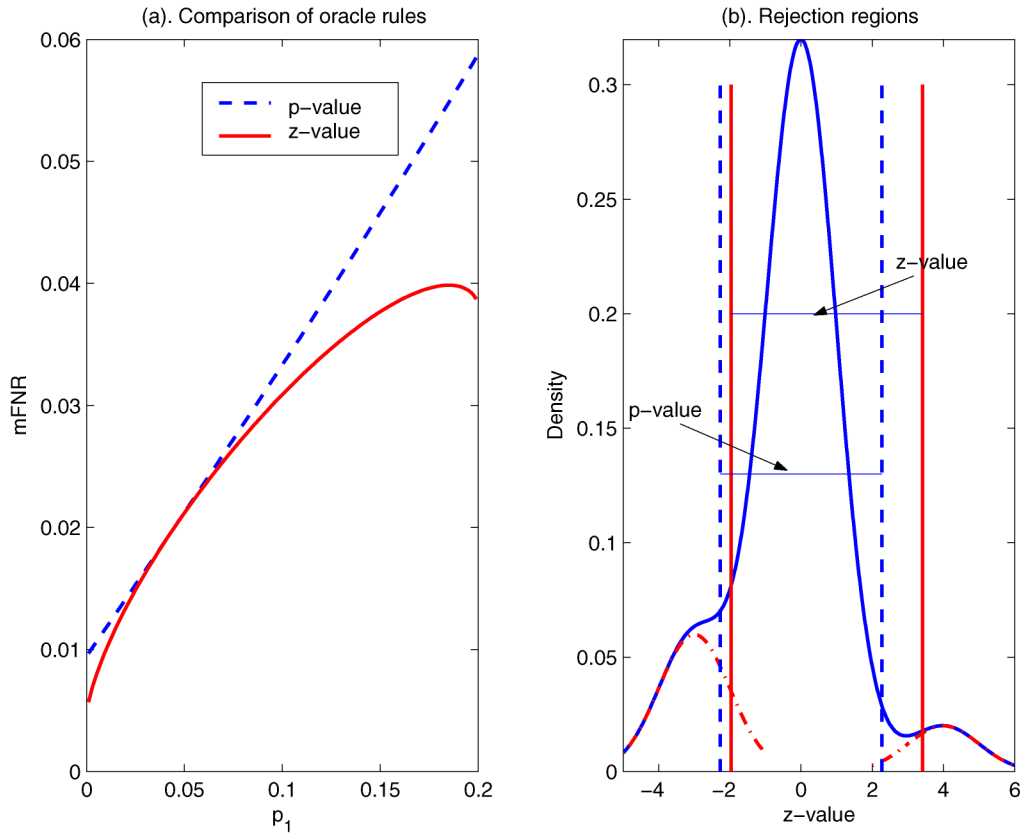 (a). Comparison of oracle rules
0.06
0.05
0.04
0.03
0.02
0.01
0
mFNR
p−value
z−value
0
0.05
0.1
0.15
0.2
p1
(b). Rejection regions
0.3
0.25
0.2
0.15
0.1
0.05
0
Density
z−value
p−value
−4
−2
0
2
4
6
z−value